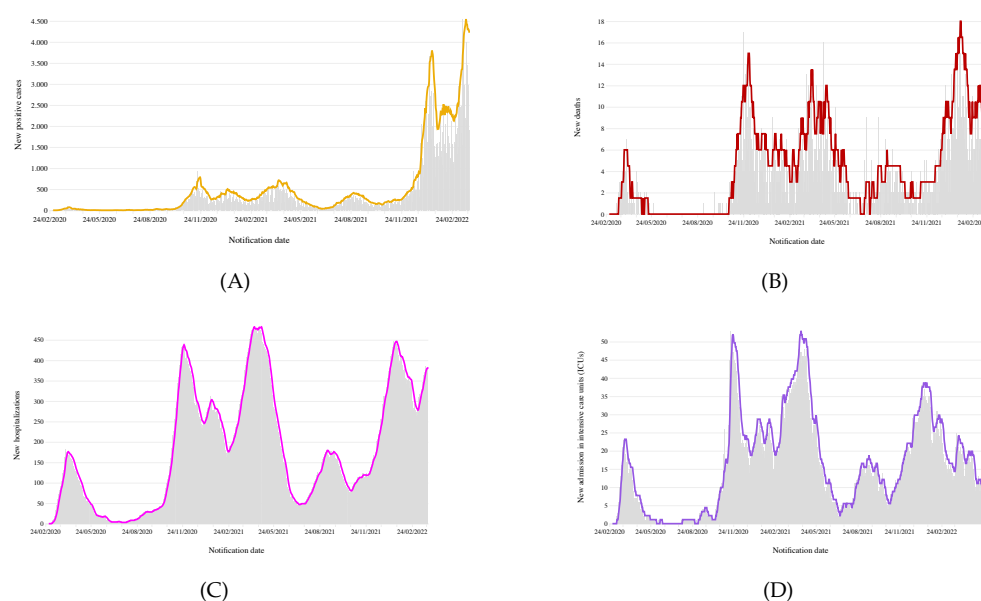 4.500
4.000
3.500
3.000
2.500
2.000
1.500
1.000
500
0
New positive cases
24/02/2020 24/05/2020 24/08/2020 24/11/2020 24/02/2021 24/05/2021 24/08/2021 24/11/2021 24/02/2022
Notification date
(A)
18
16
14
12
10
8
6
4
2
0
New deaths
24/02/2020 24/05/2020 24/08/2020 24/11/2020 24/02/2021 24/05/2021 24/08/2021 24/11/2021 24/02/2022
Notification date
(B)
450
400
350
300
250
200
150
100
50
0
New hospitalizations
24/02/2020 24/05/2020 24/08/2020 24/11/2020 24/02/2021 24/05/2021 24/08/2021 24/11/2021 24/02/2022
Notification date
(C)
50
45
40
35
30
25
20
15
10
5
0
New admission in intensive care units (ICUs)
24/02/2020 24/05/2020 24/08/2020 24/11/2020 24/02/2021 24/05/2021 24/08/2021 24/11/2021 24/02/2022
Notification date
(D)